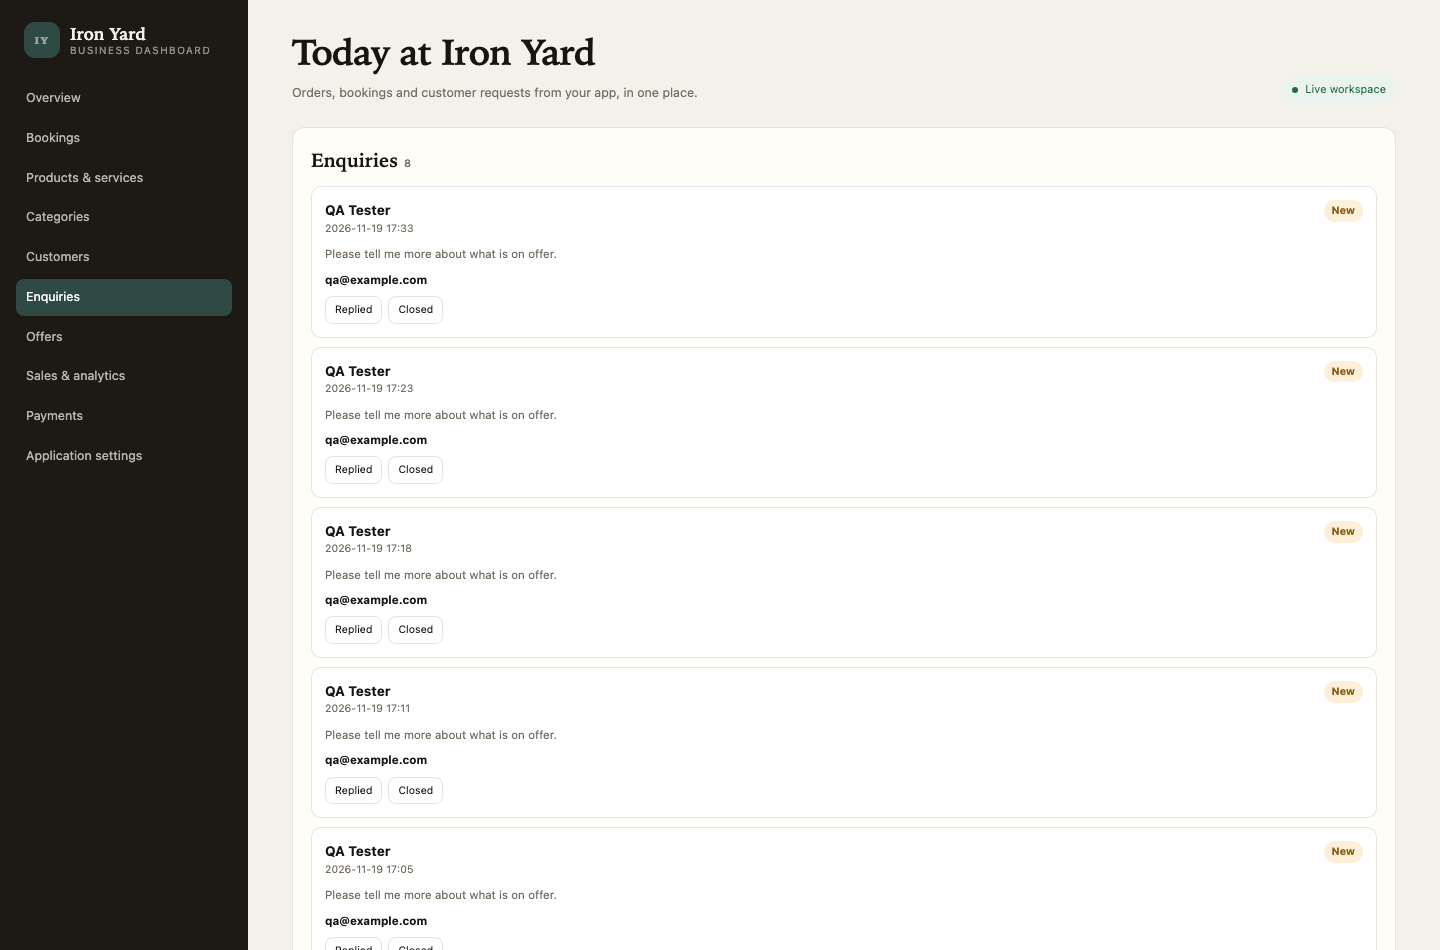 IY
Iron Yard
BUSINESS DASHBOARD
Overview
Bookings
Products & services
Categories
Customers
Enquiries
Offers
Sales & analytics
Payments
Application settings
Today at Iron Yard
Orders, bookings and customer requests from your app, in one place.
Live workspace
Enquiries 8
QA Tester
New
2026-11-19 17:33
Please tell me more about what is on offer.
qa@example.com
Replied Closed
QA Tester
New
2026-11-19 17:23
Please tell me more about what is on offer.
qa@example.com
Replied Closed
QA Tester
New
2026-11-19 17:18
Please tell me more about what is on offer.
qa@example.com
Replied Closed
QA Tester
New
2026-11-19 17:11
Please tell me more about what is on offer.
qa@example.com
Replied Closed
QA Tester
New
2026-11-19 17:05
Please tell me more about what is on offer.
qa@example.com
Replied Closed